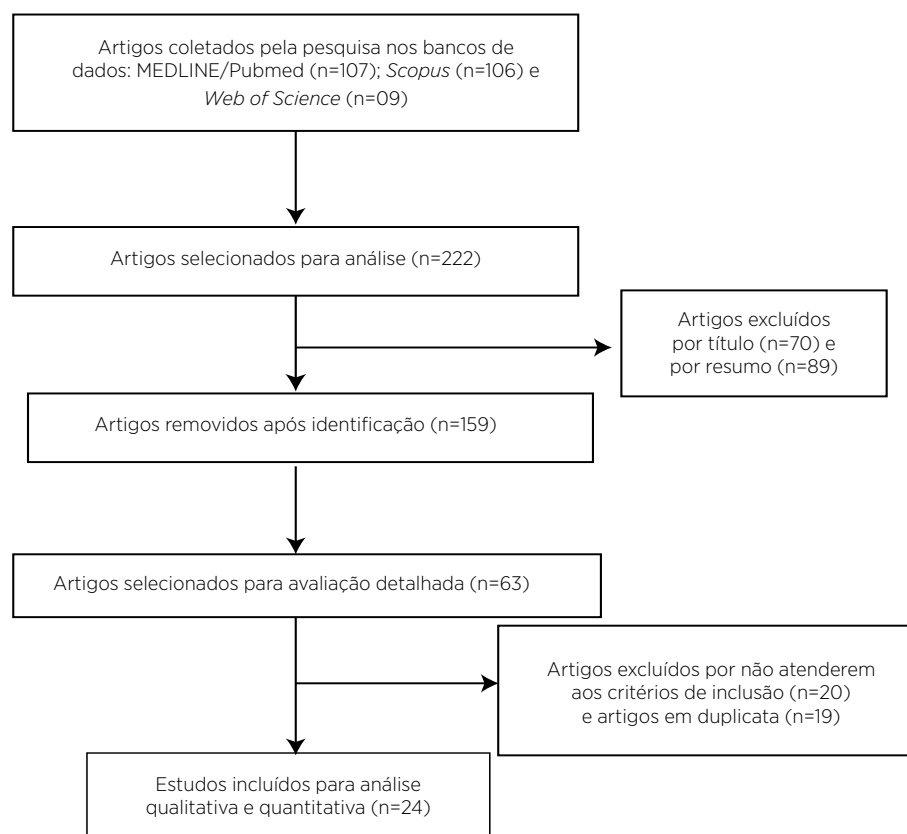 Artigos coletados pela pesquisa nos bancos de
dados: MEDLINE/Pubmed (n=107); Scopus (n=106) e
Web of Science (n=09)
Artigos selecionados para análise (n=222)
Artigos excluídos
por título (n=70) e
por resumo (n=89)
Artigos removidos após identificação (n=159)
Artigos selecionados para avaliação detalhada (n=63)
Artigos excluídos por não atenderem
aos critérios de inclusão (n=20)
e artigos em duplicata (n=19)
Estudos incluídos para análise
qualitativa e quantitativa (n=24)